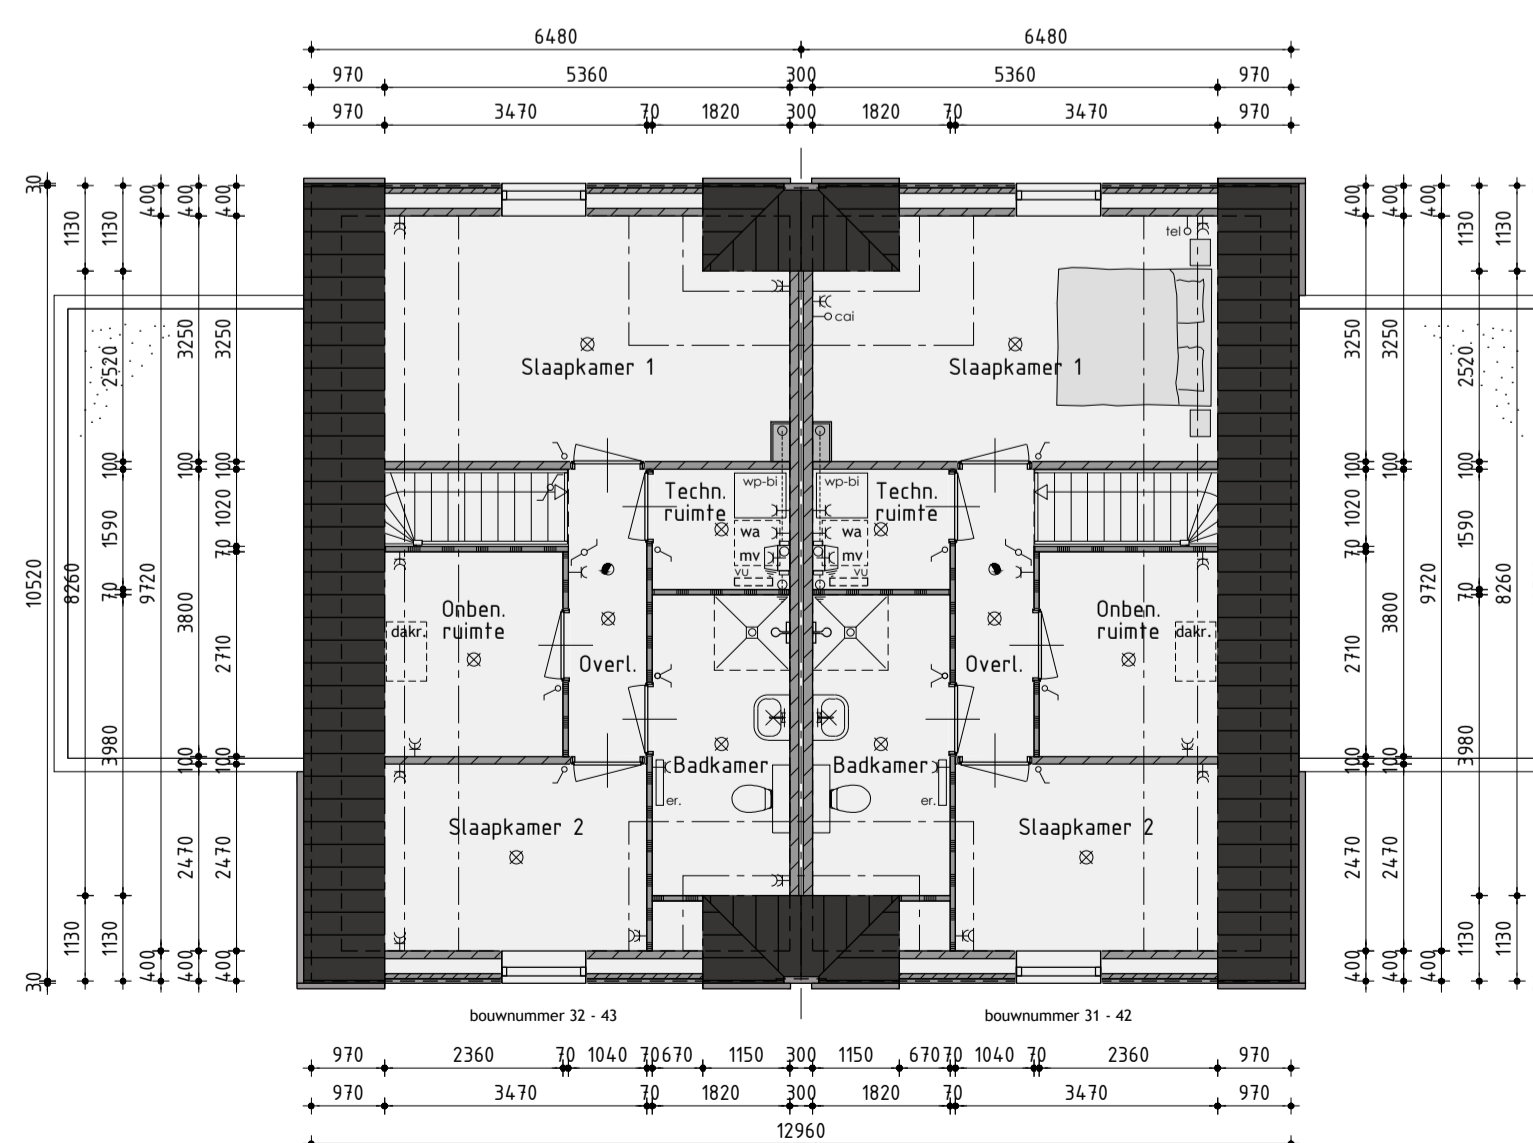 6480 6480
970 5360 300 5360 970
970 3470 70 1820 300 1820 70 3470 970
30 1130 1130 400 400 400
400 400 400 1130 1130
tel
cai
2520 3250 3250
3250 3250 2520
Slaapkamer 1 Slaapkamer 1
100 100 100
100 100 100
Techn. wp-bi wp-bi Techn.
ruimte ruimte
wa wa
mv mv
vu vu
1590 1020
1020 1590
70 70
70 70
10520 8260 9720 3800 2710
2710 3800 9720 8260
Onben. Onben.
dakr. ruimte ruimte dakr.
Overl. Overl.
3980 100 100
100 100 3980
Badkamer Badkamer
er. er.
Slaapkamer 2 Slaapkamer 2
2470 2470
2470 2470
30 1130 1130 400 400 400
400 400 400 1130 1130
bouwnummer 32 - 43 bouwnummer 31 - 42
970 2360 70 1040 70 670 1150 300 1150 670 70 1040 70 2360 970
970 3470 70 1820 300 1820 70 3470 970
12960